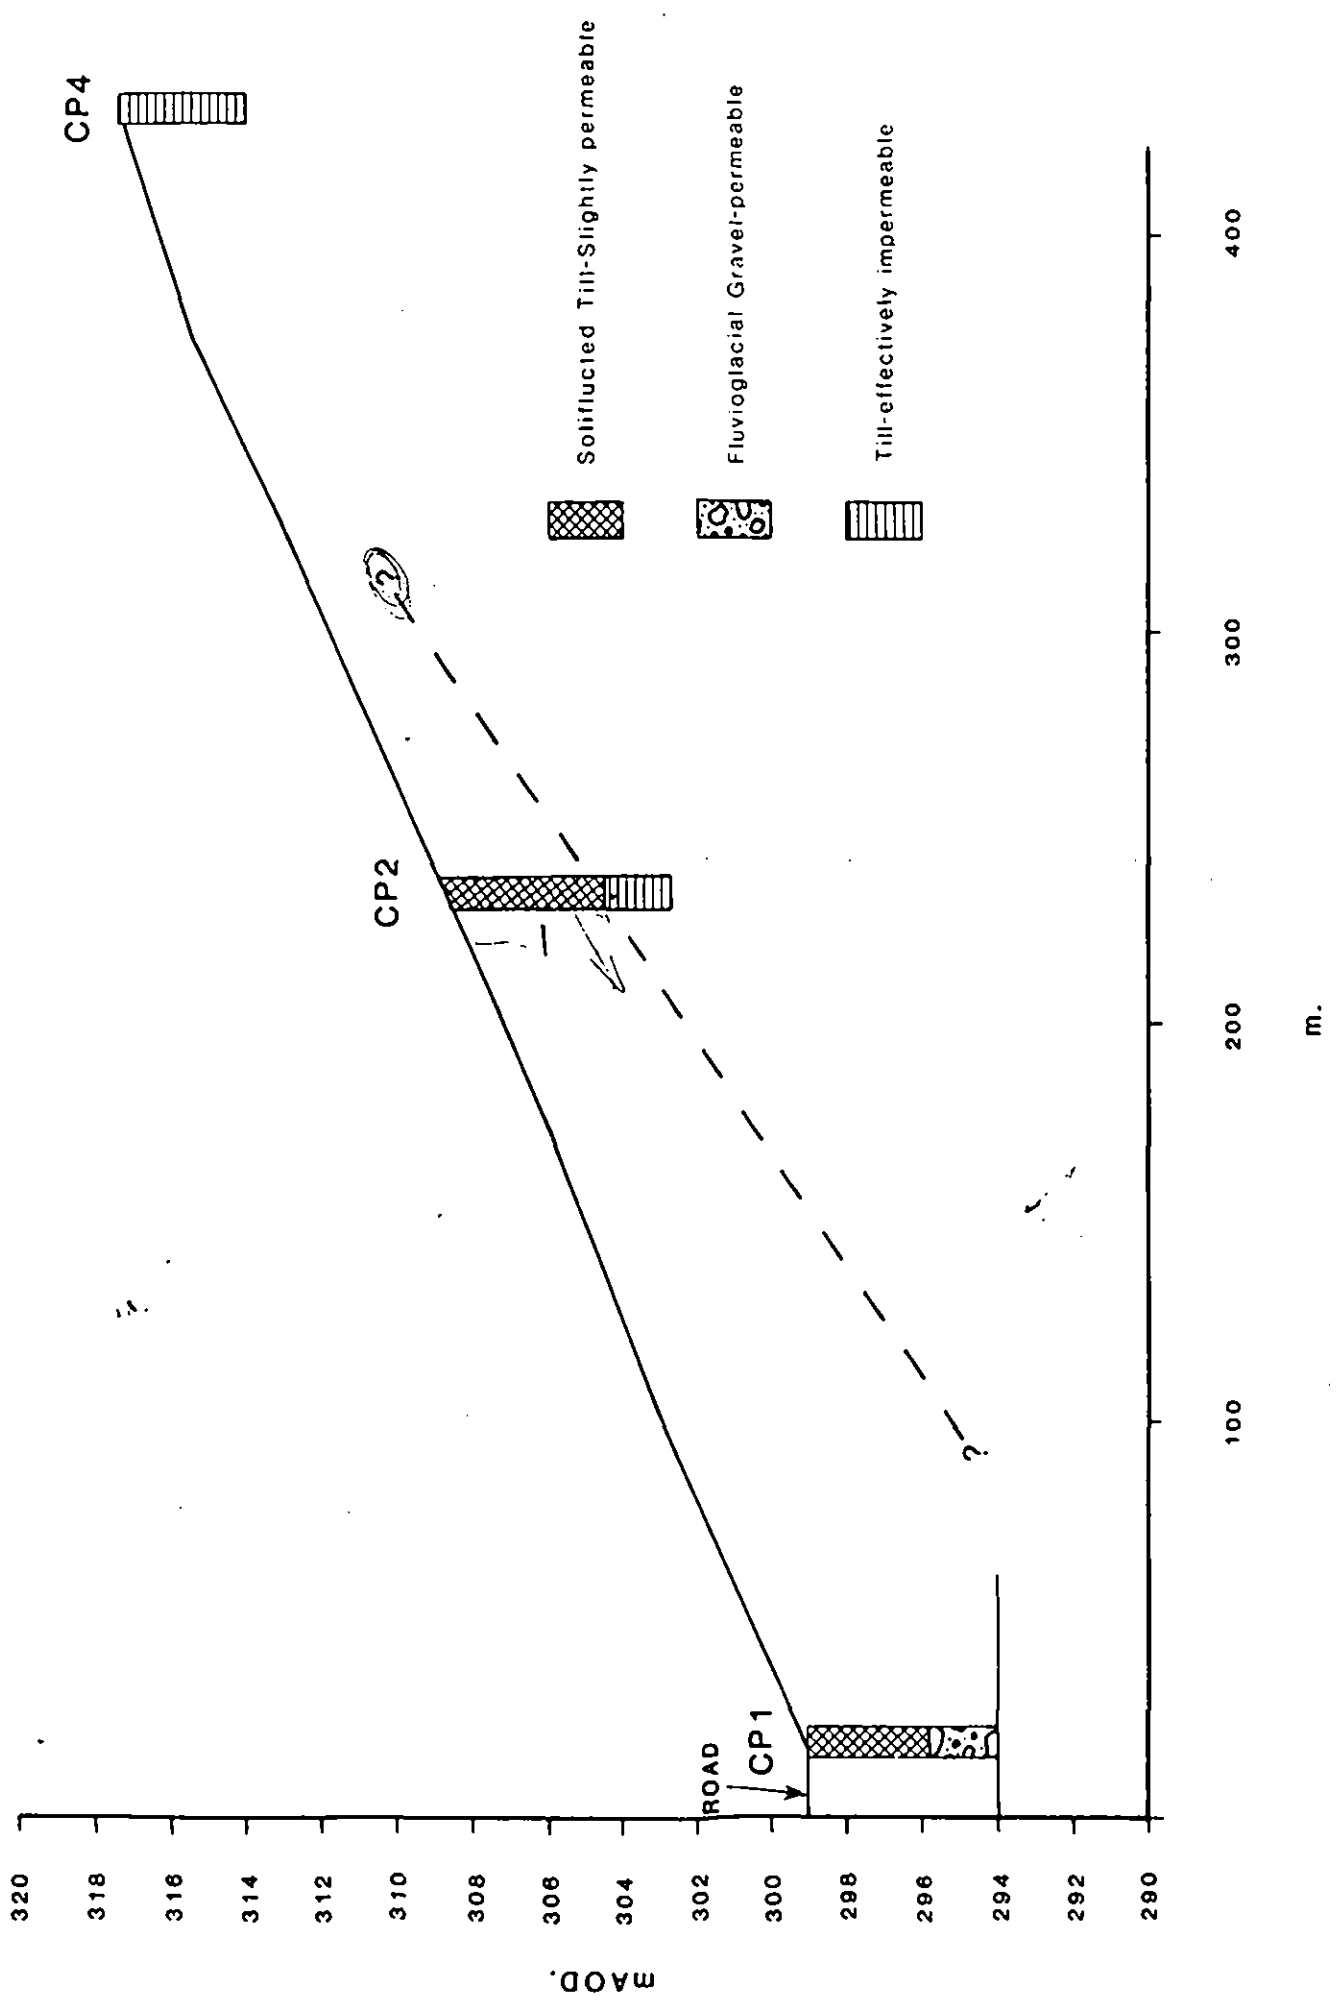 CP4
CP2
CP1
ROAD
?
?
Soliflucted Till-Slightly permeable
Fluvioglacial Gravel-permeable
Till-effectively impermeable
320
318
316
314
312
310
308
306
304
302
300
298
296
294
292
290
mAOD.
100
200
300
400
m.